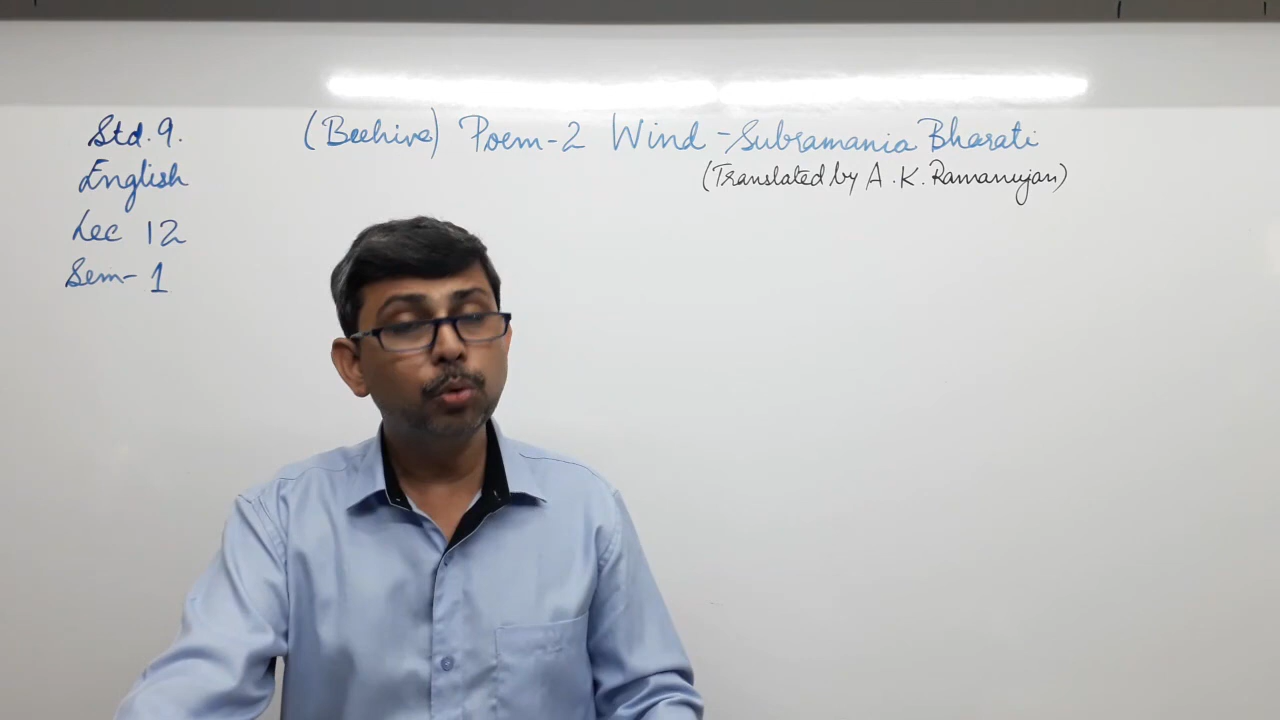 Std. 9.
English
Lec 12
Sem- 1
(Beehive) Poem-2 Wind -Subramania Bharati
(Translated by A. K. Ramanujan)